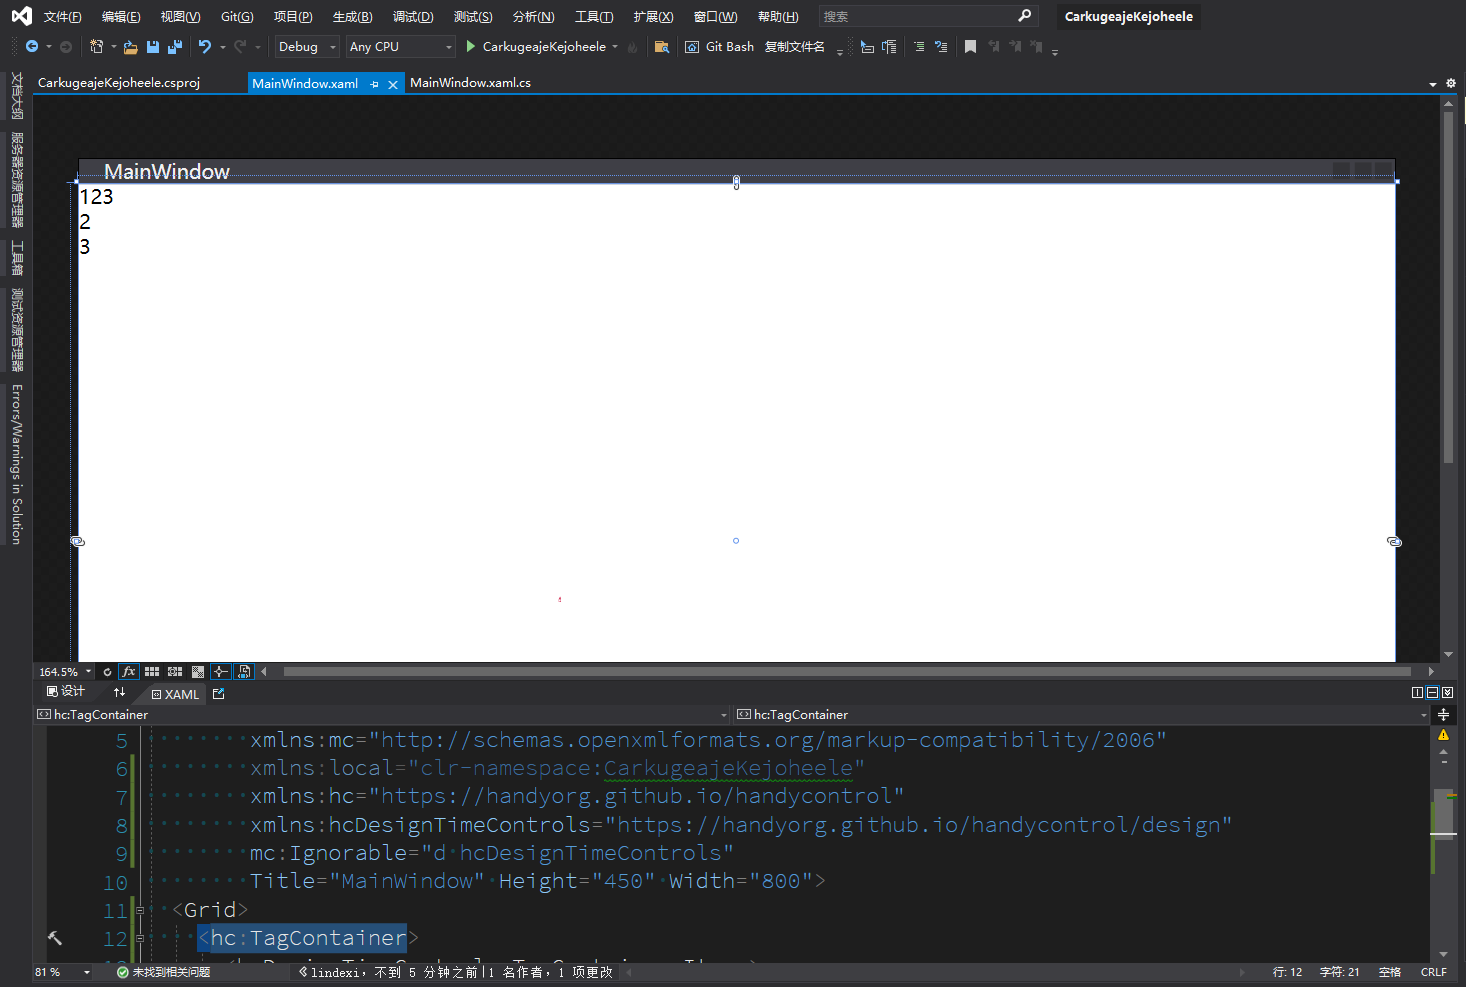 文件(F) 编辑(E) 视图(V) Git(G) 项目(P) 生成(B) 调试(D) 测试(S) 分析(N) 工具(T) 扩展(X) 窗口(W) 帮助(H) 搜索 CarkugeajeKejoheele
Debug Any CPU CarkugeajeKejoheele Git Bash 复制文件名
CarkugeajeKejoheele.csproj MainWindow.xaml MainWindow.xaml.cs
文档大纲
服务器资源管理器
工具箱
测试资源管理器
Errors/Warnings in Solution
MainWindow
123
2
3
164.5% fx
设计 XAML
hc:TagContainer hc:TagContainer
5 xmlns:mc="http://schemas.openxmlformats.org/markup-compatibility/2006"
6 xmlns:local="clr-namespace:CarkugeajeKejoheele"
7 xmlns:hc="https://handyorg.github.io/handycontrol"
8 xmlns:hcDesignTimeControls="https://handyorg.github.io/handycontrol/design"
9 mc:Ignorable="d hcDesignTimeControls"
10 Title="MainWindow" Height="450" Width="800">
11 <Grid>
12 <hc:TagContainer>
81 % 未找到相关问题 lindexi，不到 5 分钟之前|1 名作者，1 项更改 行: 12 字符: 21 空格 CRLF